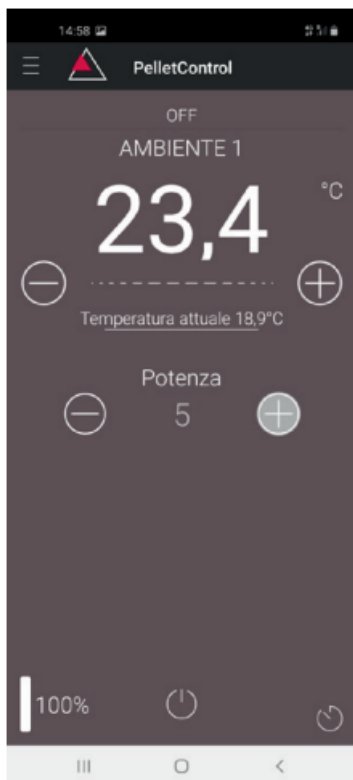 14:58
PelletControl
OFF
AMBIENTE 1
23,4 °C
Temperatura attuale 18,9°C
Potenza
5
100%